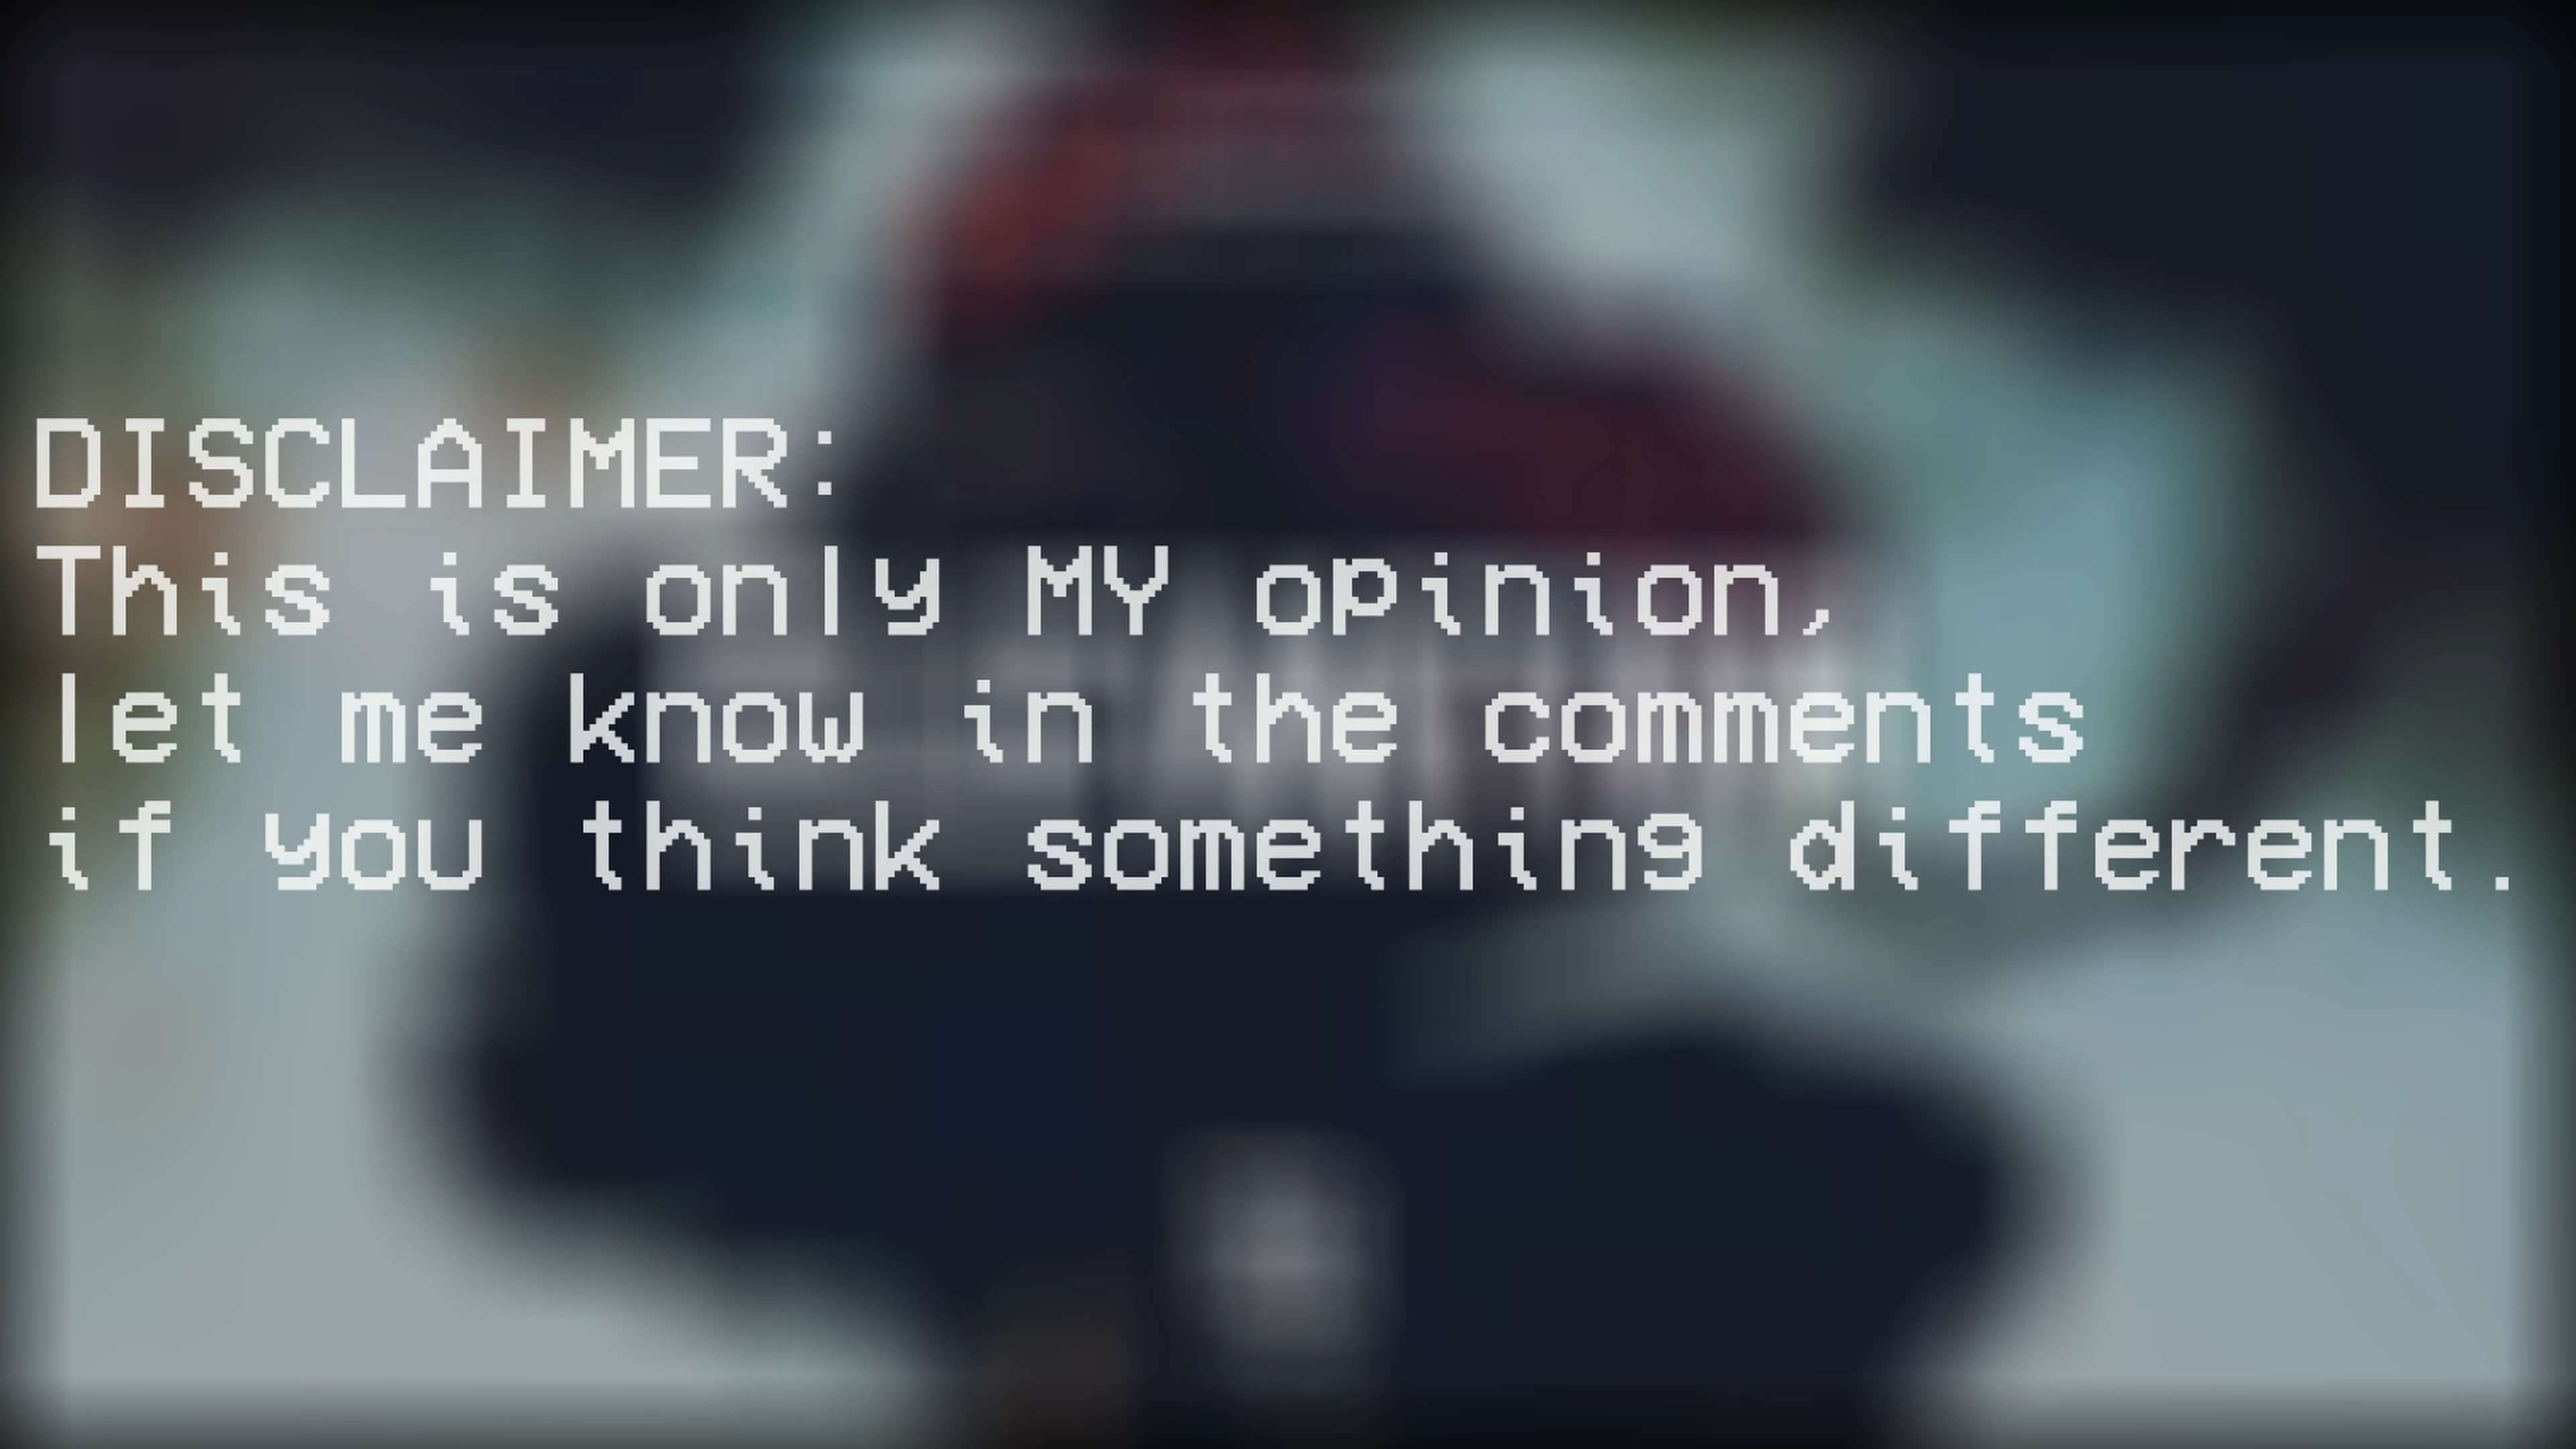 DISCLAIMER:
This is only MY opinion,
let me know in the comments
if you think something different.